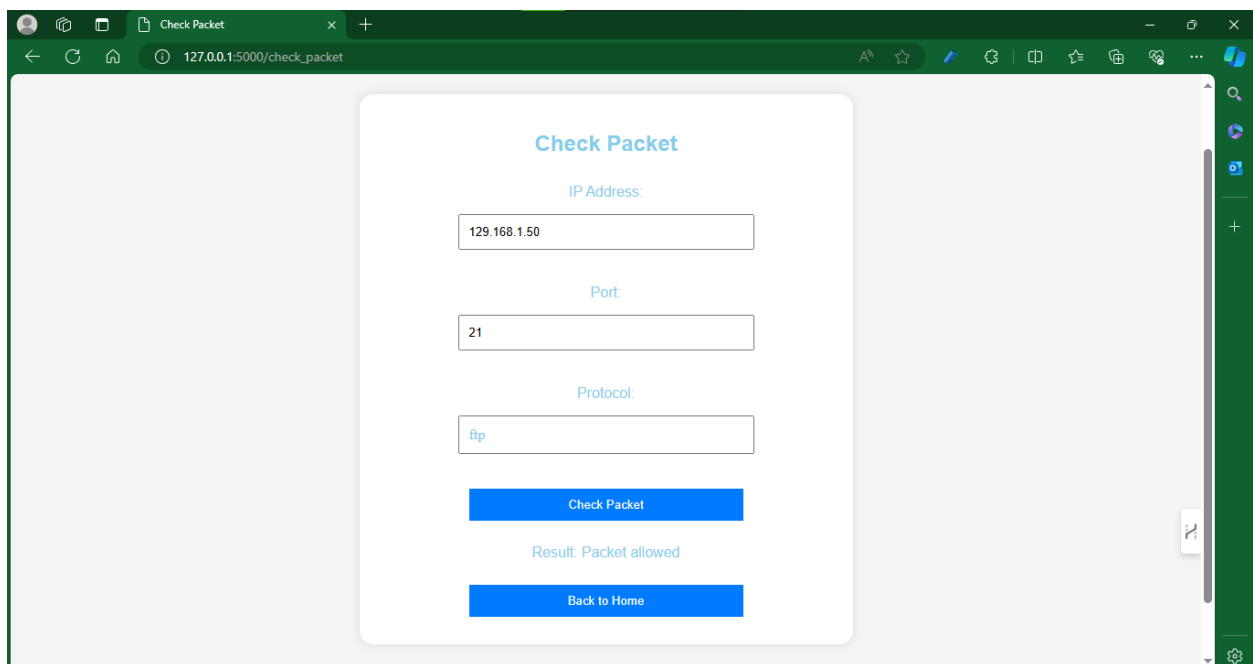 Check Packet
127.0.0.1:5000/check_packet
Check Packet
IP Address:
129.168.1.50
Port:
21
Protocol:
ftp
Check Packet
Result: Packet allowed
Back to Home